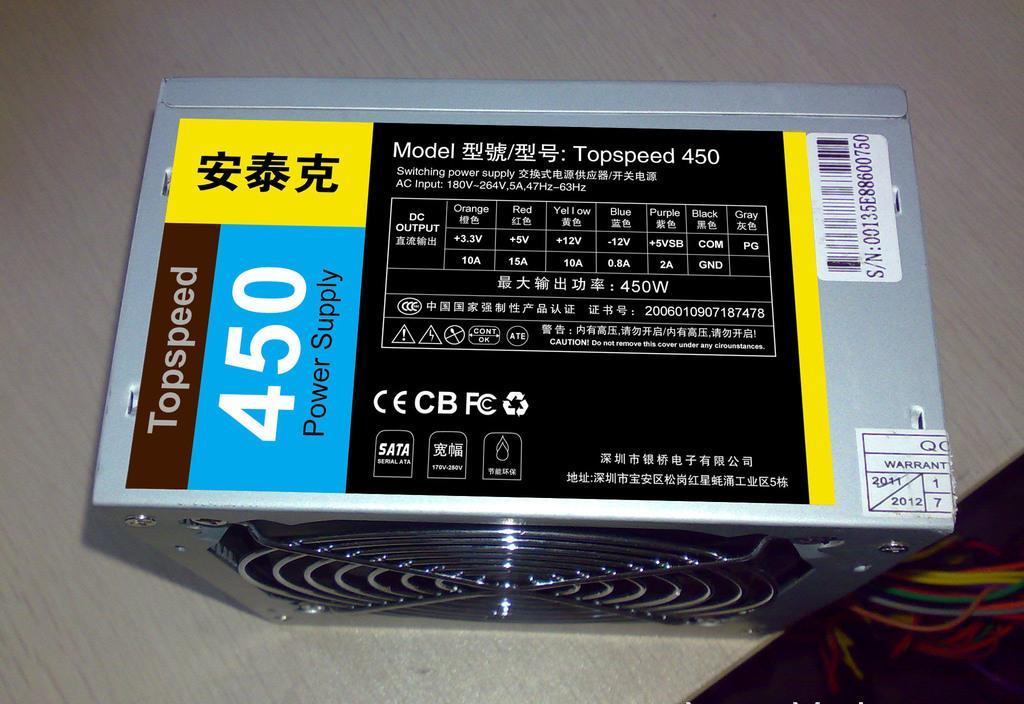 安泰克
Topspeed
450
Power Supply
Model 型號/型号: Topspeed 450
Switching power supply 交换式电源供应器/开关电源
AC Input: 180V~264V,5A,47Hz~63Hz
DC OUTPUT 直流输出
Orange Red Yellow Blue Purple Black Gray
橙色 红色 黄色 蓝色 紫色 黑色 灰色
+3.3V +5V +12V -12V +5VSB COM PG
10A 15A 10A 0.8A 2A GND
最大输出功率: 450W
CCC 中国国家强制性产品认证 证书号: 2006010907187478
CONT. OK ATE 警告: 内有高压,请勿开启/内有高压,请勿开启!
CAUTION! Do not remove this cover under any circunstances.
CE CB FC
SATA 宽幅
SERIAL ATA 170V-250V 节能环保
深圳市银桥电子有限公司
地址:深圳市宝安区松岗红星蚝涌工业区5栋
S/N:00135E88600750
QC
WARRANT
2011 1
2012 7